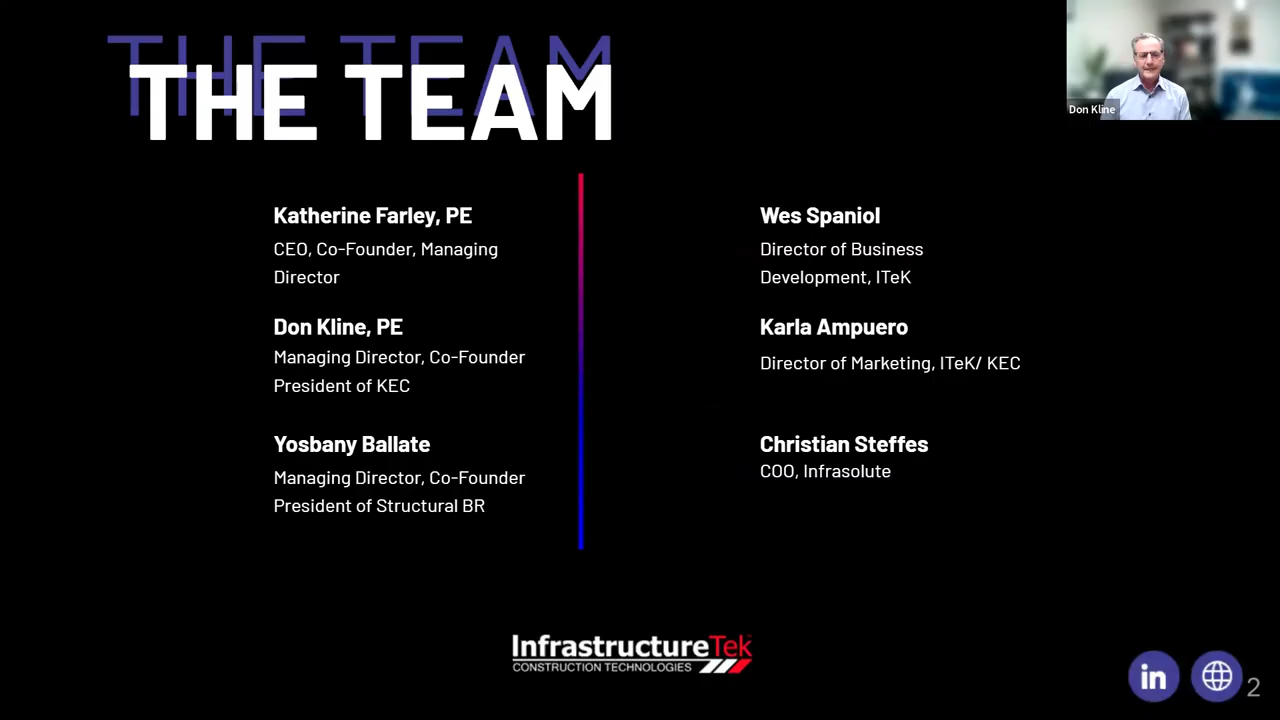 THE TEAM
THE TEAM
Don Kline
Katherine Farley, PE
CEO, Co-Founder, Managing
Director
Don Kline, PE
Managing Director, Co-Founder
President of KEC
Yosbany Ballate
Managing Director, Co-Founder
President of Structural BR
Wes Spaniol
Director of Business
Development, ITeK
Karla Ampuero
Director of Marketing, ITeK/ KEC
Christian Steffes
COO, Infrasolute
InfrastructureTek
CONSTRUCTION TECHNOLOGIES
in
2